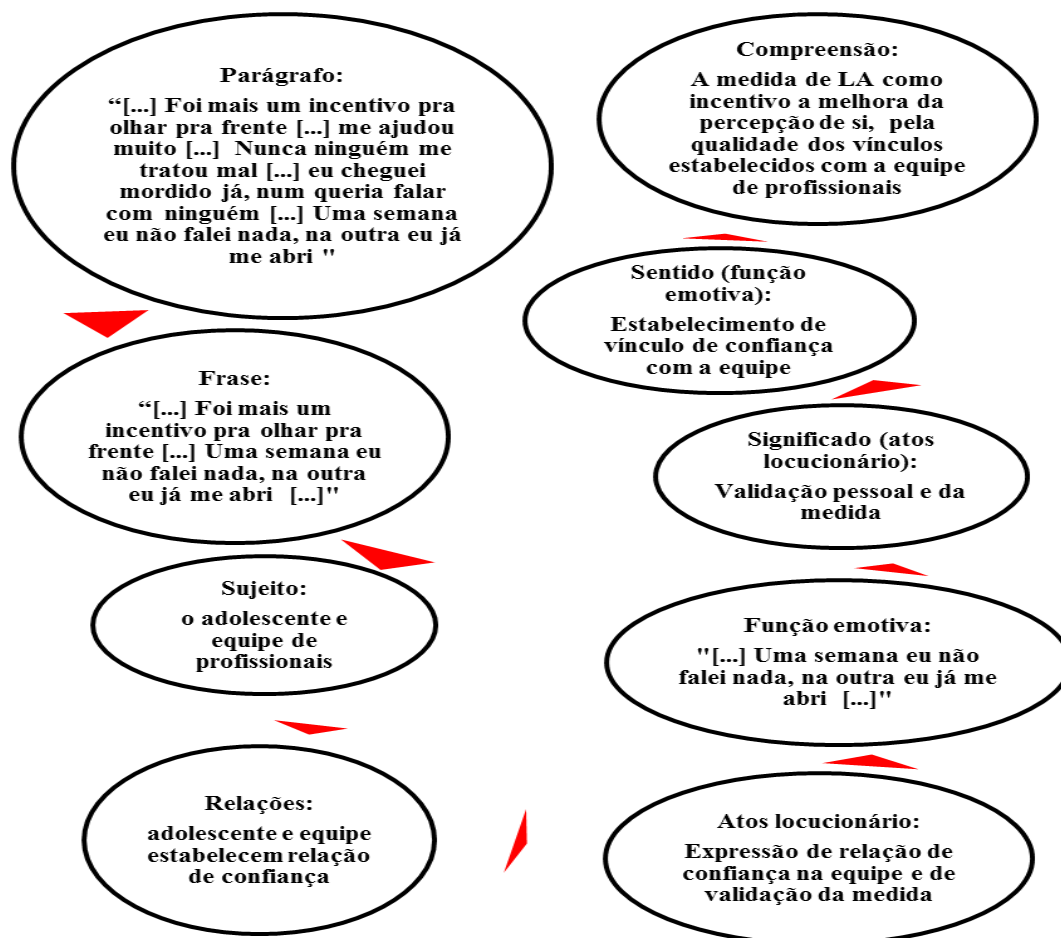 Parágrafo:
“[...] Foi mais um incentivo pra
olhar pra frente [...] me ajudou
muito [...] Nunca ninguém me
tratou mal [...] eu cheguei
mordido já, num queria falar
com ninguém [...] Uma semana
eu não falei nada, na outra eu já
me abri "
Frase:
“[...] Foi mais um
incentivo pra olhar pra
frente [...] Uma semana eu
não falei nada, na outra
eu já me abri [...]"
Sujeito:
o adolescente e
equipe de
profissionais
Relações:
adolescente e equipe
estabelecem relação
de confiança
Atos locucionário:
Expressão de relação de
confiança na equipe e de
validação da medida
Função emotiva:
"[...] Uma semana eu não
falei nada, na outra eu já me
abri [...]"
Significado (atos
locucionário):
Validação pessoal e da
medida
Sentido (função
emotiva):
Estabelecimento de
vínculo de confiança
com a equipe
Compreensão:
A medida de LA como
incentivo a melhora da
percepção de si, pela
qualidade dos vínculos
estabelecidos com a equipe
de profissionais